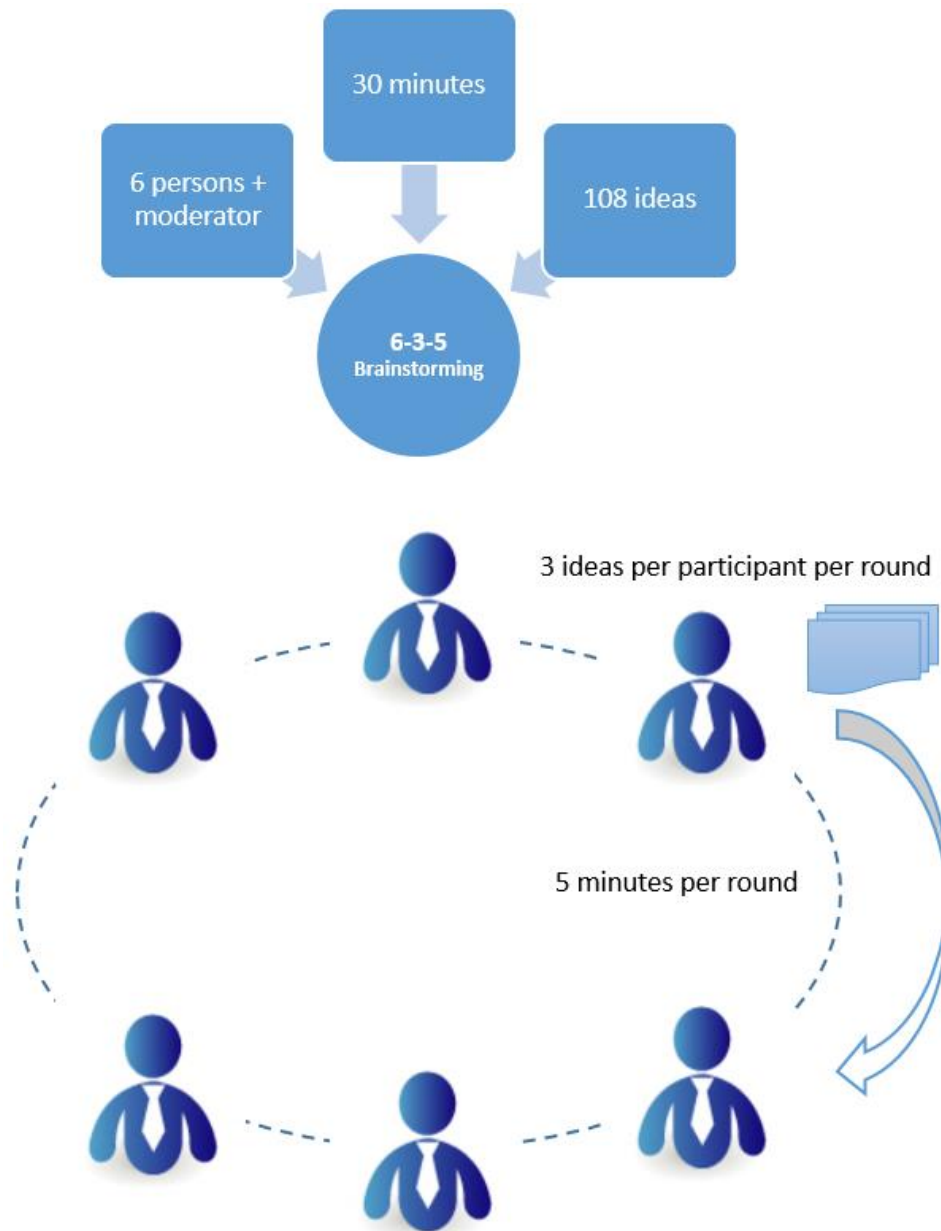 30 minutes
6 persons +
moderator
108 ideas
6-3-5
Brainstorming
3 ideas per participant per round
5 minutes per round